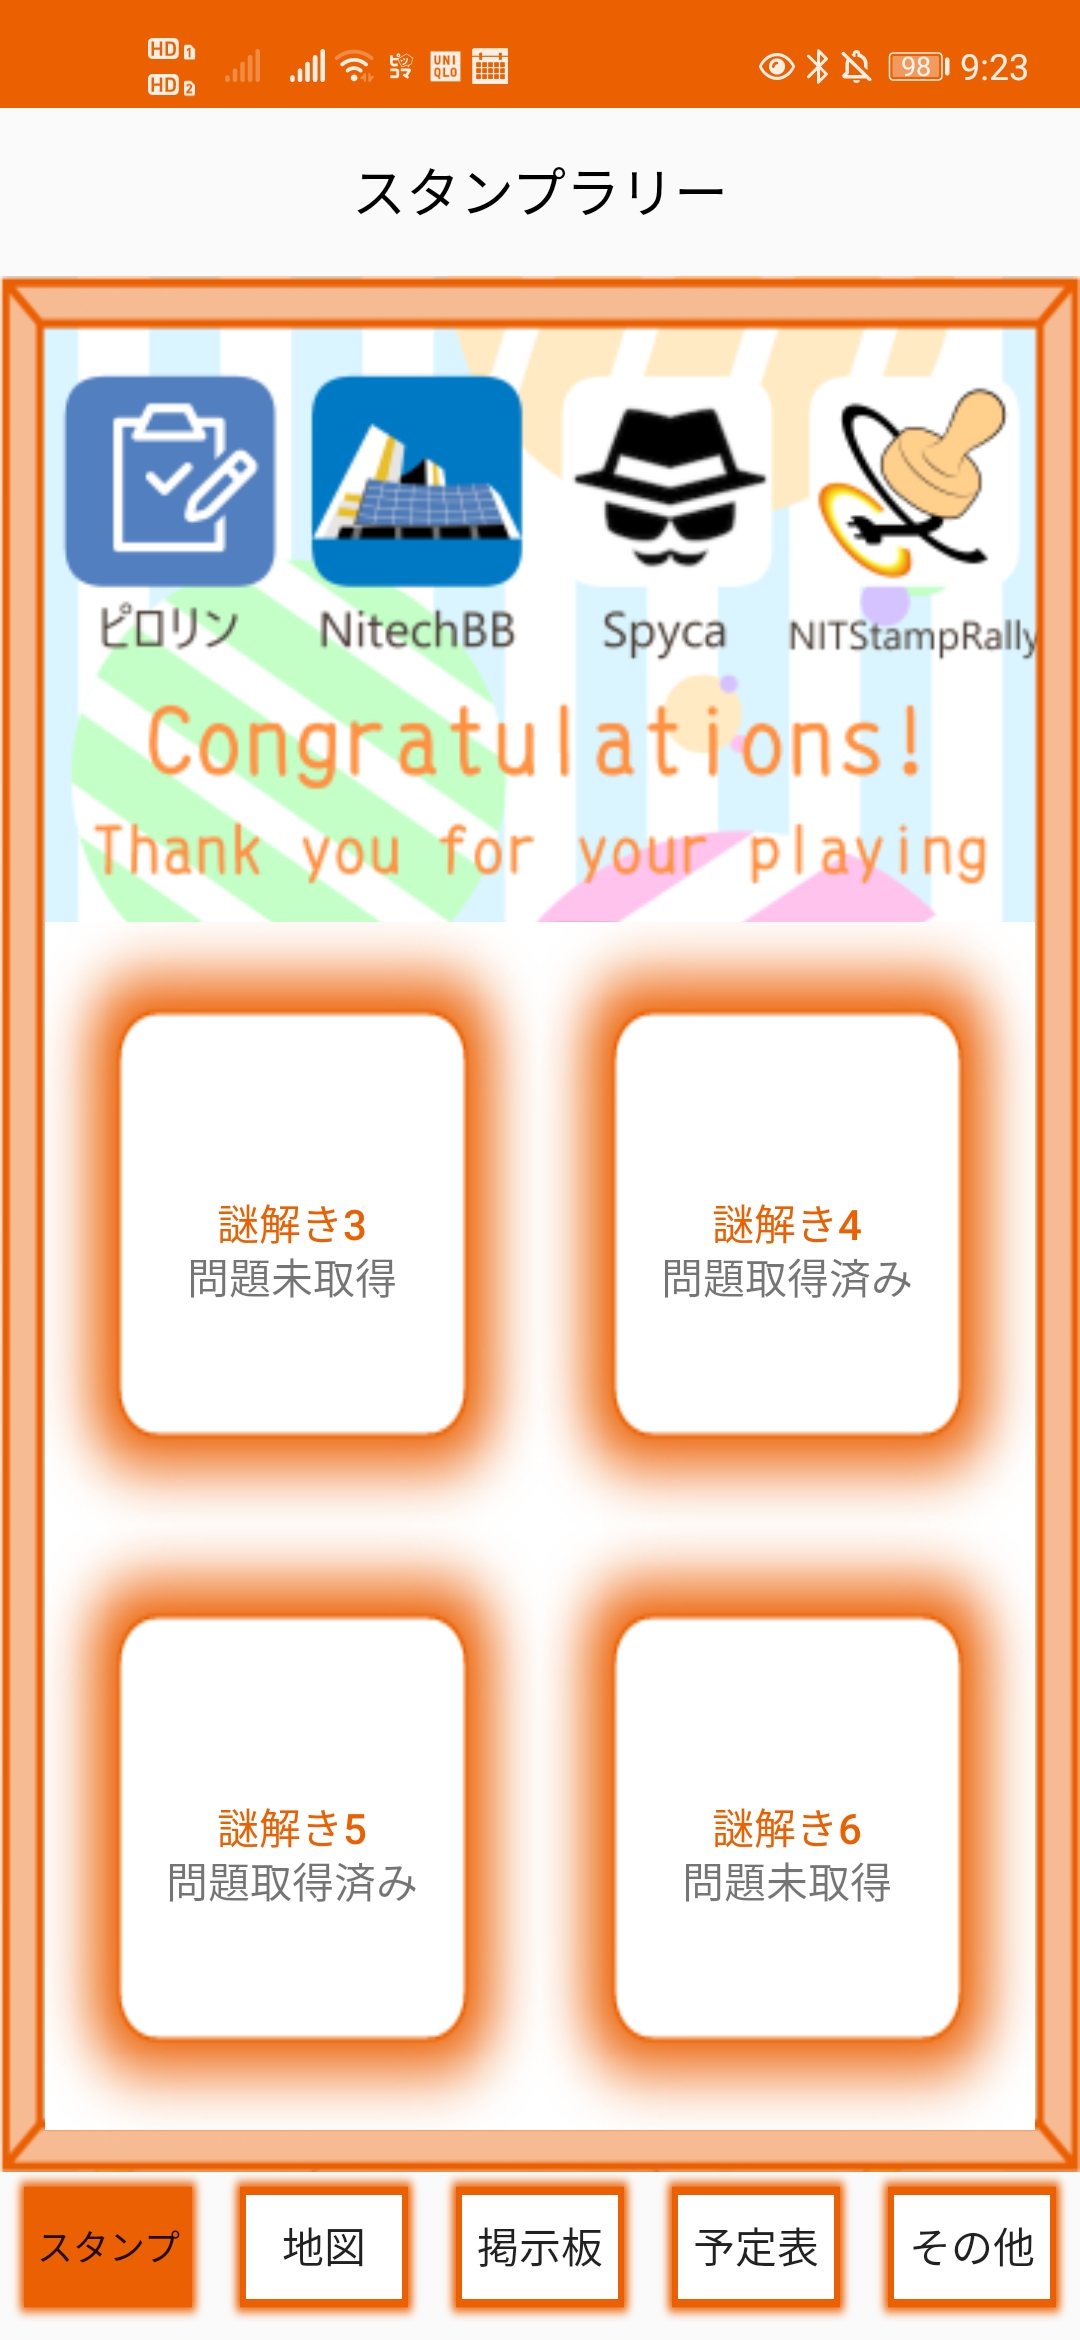 HD 1
HD 2
ピッコマ
UNI
QLO
98
9:23
スタンプラリー
ピロリン
NitechBB
Spyca
NITStampRally
Congratulations!
Thank you for your playing
謎解き3
問題未取得
謎解き4
問題取得済み
謎解き5
問題取得済み
謎解き6
問題未取得
スタンプ
地図
掲示板
予定表
その他